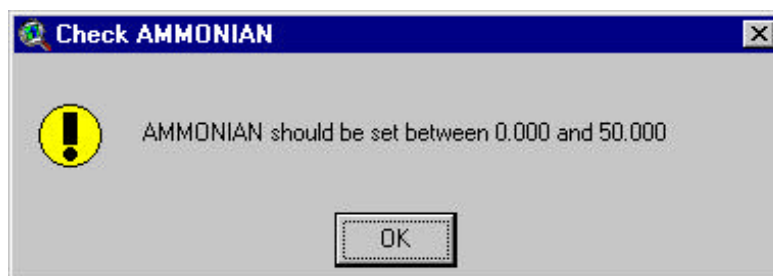 Check AMMONIAN
AMMONIAN should be set between 0.000 and 50.000
OK